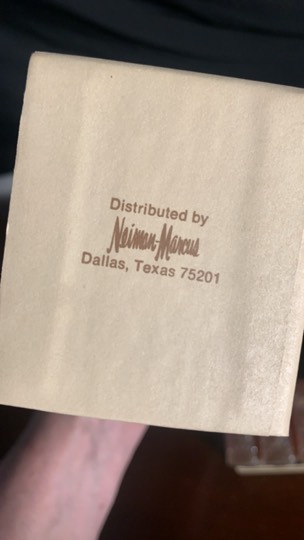 Distributed by
Neiman-Marcus
Dallas, Texas 75201